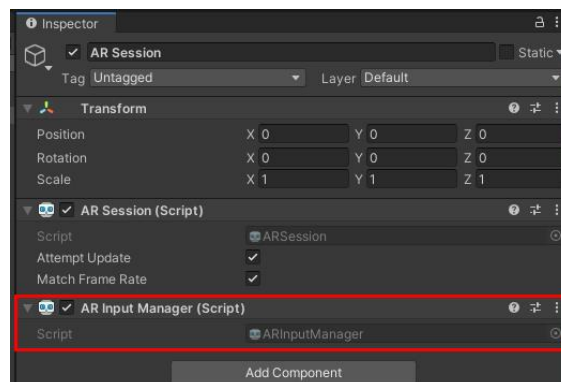 Inspector
AR Session Static
Tag Untagged Layer Default
Transform
Position X 0 Y 0 Z 0
Rotation X 0 Y 0 Z 0
Scale X 1 Y 1 Z 1
AR Session (Script)
Script ARSession
Attempt Update
Match Frame Rate
AR Input Manager (Script)
Script ARInputManager
Add Component